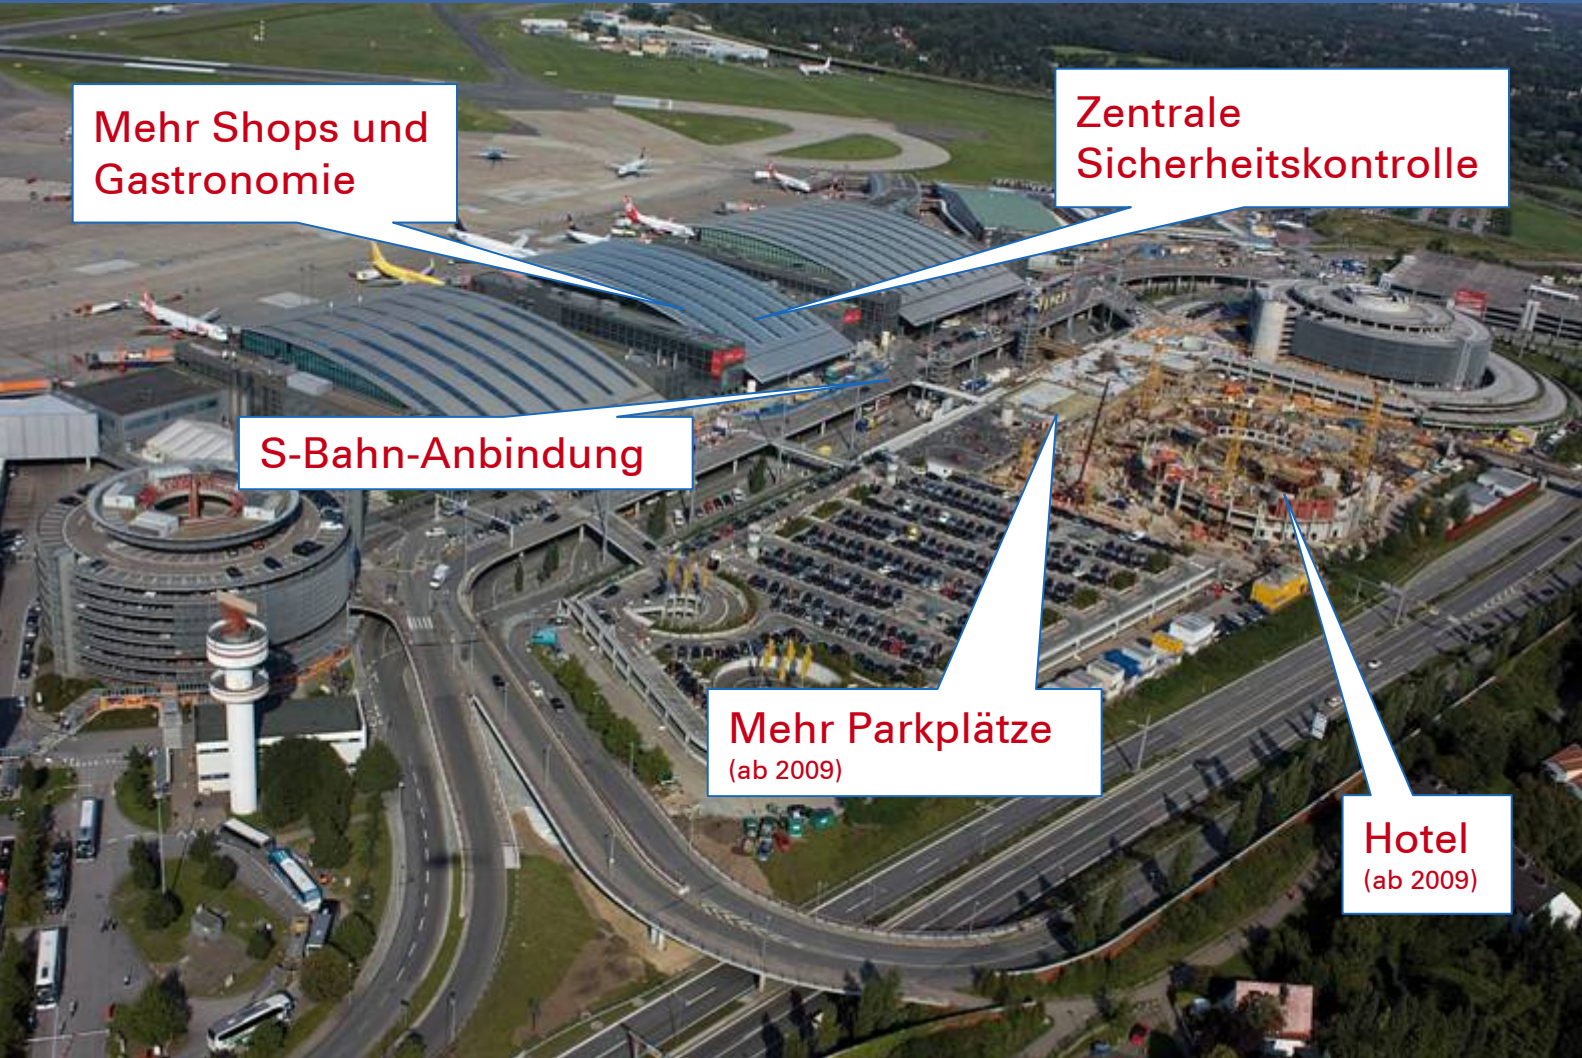 Mehr Shops und
Gastronomie
Zentrale
Sicherheitskontrolle
S-Bahn-Anbindung
Mehr Parkplätze
(ab 2009)
Hotel
(ab 2009)